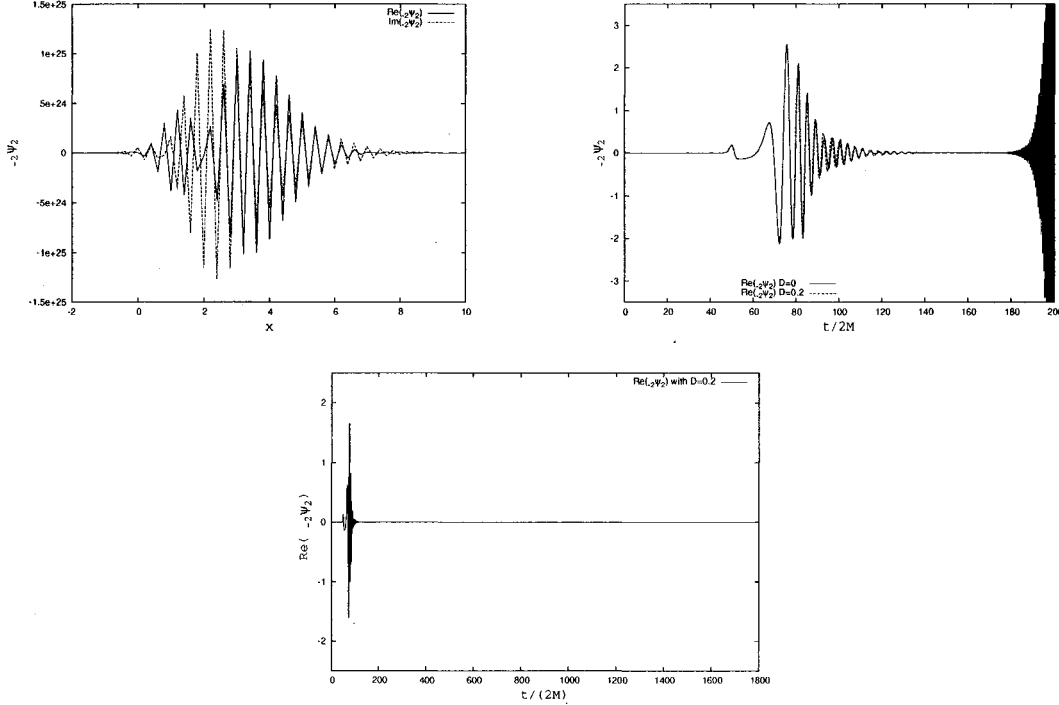 1.5e+25
1e+25
5e+24
0
-5e+24
-1e+25
-1.5e+25
-2 0 2 4 6 8 10
x
₋₂Ψ₂
Re(₋₂Ψ₂)
Im(₋₂Ψ₂)
3
2
1
0
-1
-2
-3
0 20 40 60 80 100 120 140 160 180 200
t/2M
₋₂Ψ₂
Re(₋₂Ψ₂) D=0
Re(₋₂Ψ₂) D=0.2
2
1
0
-1
-2
0 200 400 600 800 1000 1200 1400 1600 1800
t/(2M)
Re( ₋₂Ψ₂)
Re(₋₂Ψ₂) with D=0.2